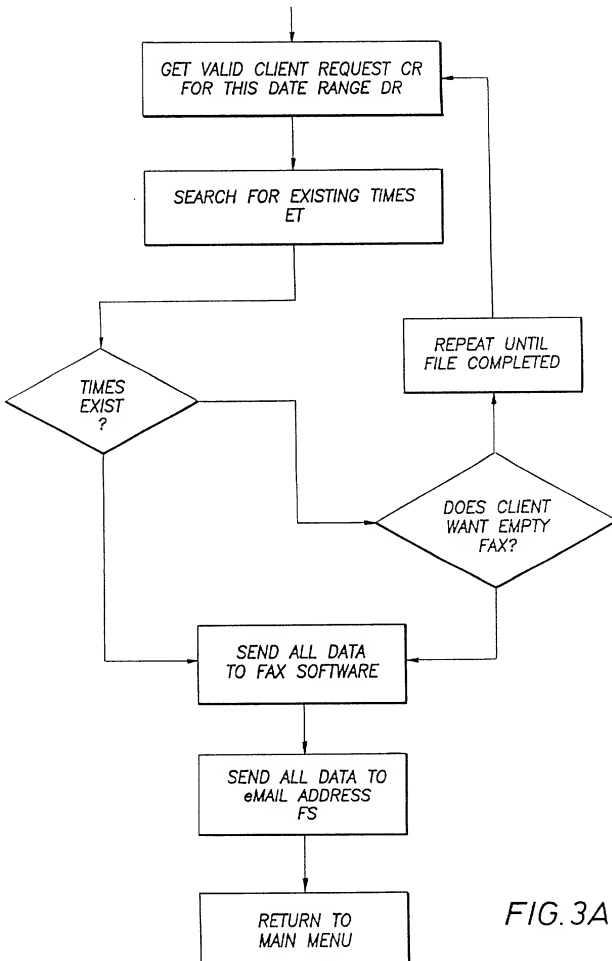 GET VALID CLIENT REQUEST CR
FOR THIS DATE RANGE DR
SEARCH FOR EXISTING TIMES
ET
REPEAT UNTIL
FILE COMPLETED
TIMES
EXIST
?
DOES CLIENT
WANT EMPTY
FAX?
SEND ALL DATA
TO FAX SOFTWARE
SEND ALL DATA TO
eMAIL ADDRESS
FS
RETURN TO
MAIN MENU
FIG. 3A